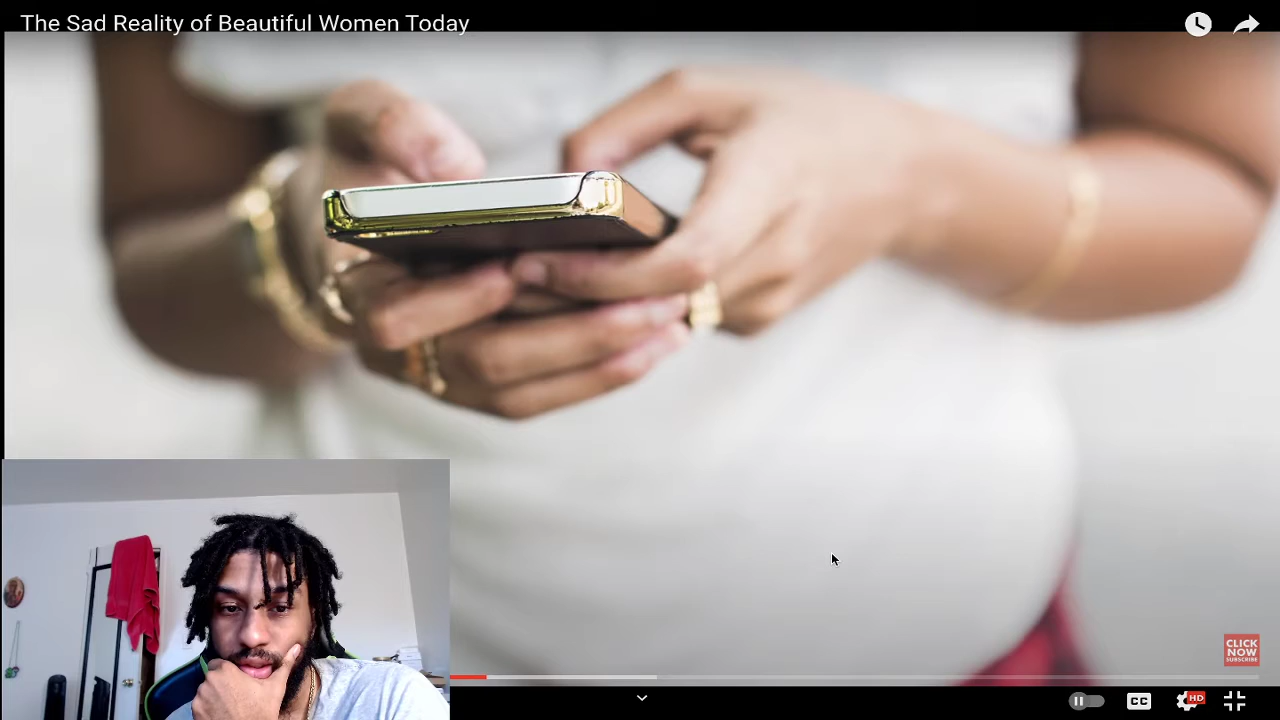 The Sad Reality of Beautiful Women Today
CLICK
NOW
SUBSCRIBE
CC
HD